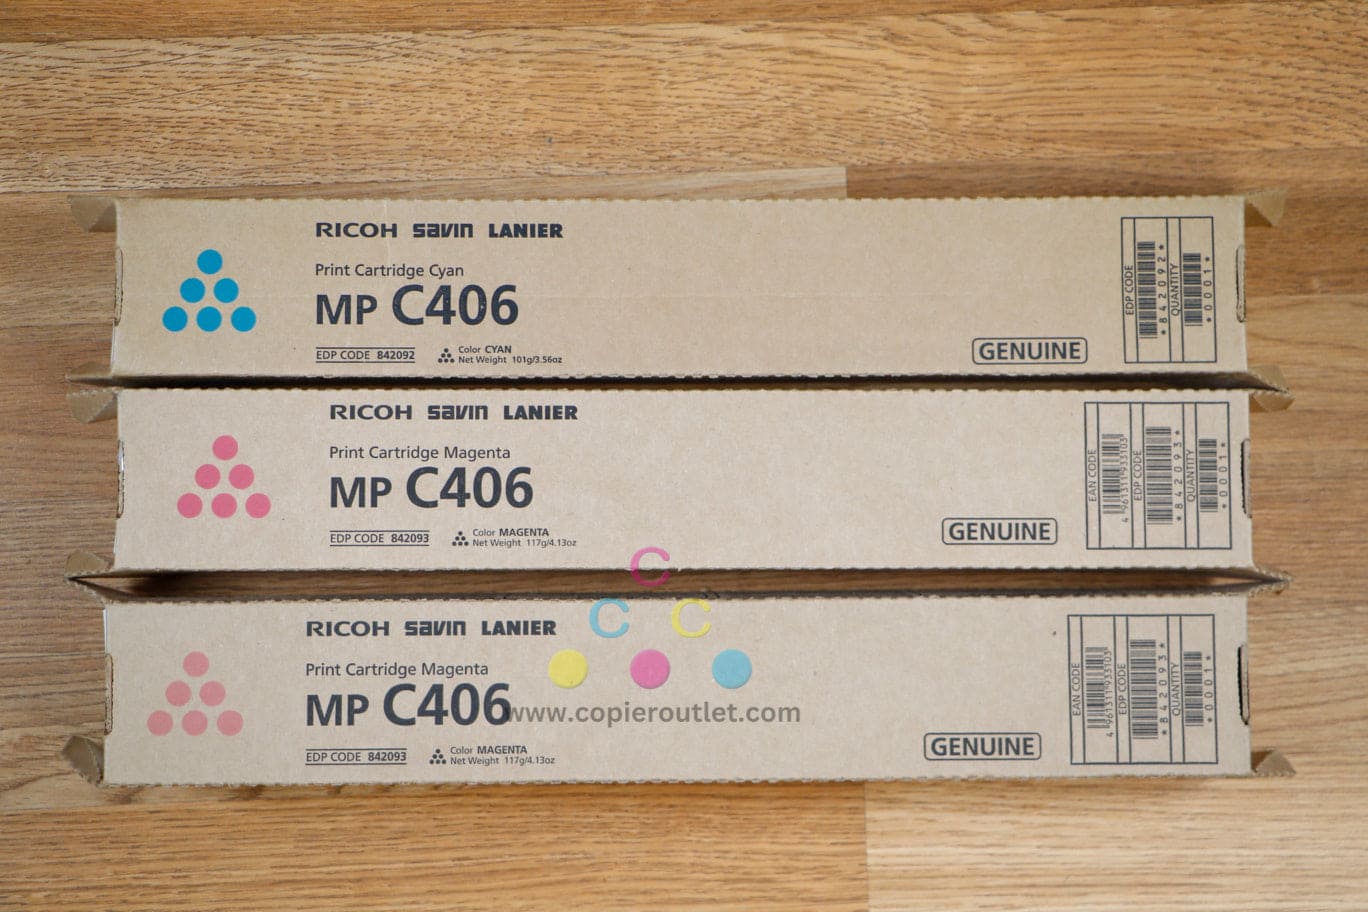 RICOH SAVIN LANIER
Print Cartridge Cyan
MP C406
EDP CODE 842092
Color CYAN
Net Weight 101g/3.56oz
GENUINE
EDP CODE
*842092*
QUANTITY
*0001*
RICOH SAVIN LANIER
Print Cartridge Magenta
MP C406
EDP CODE 842093
Color MAGENTA
Net Weight 117g/4.13oz
GENUINE
EAN CODE
4961311933103
EDP CODE
*842093*
QUANTITY
*0001*
C
C C
RICOH SAVIN LANIER
Print Cartridge Magenta
MP C406
www.copieroutlet.com
EDP CODE 842093
Color MAGENTA
Net Weight 117g/4.13oz
GENUINE
EAN CODE
4961311933103
EDP CODE
*842093*
QUANTITY
*0001*